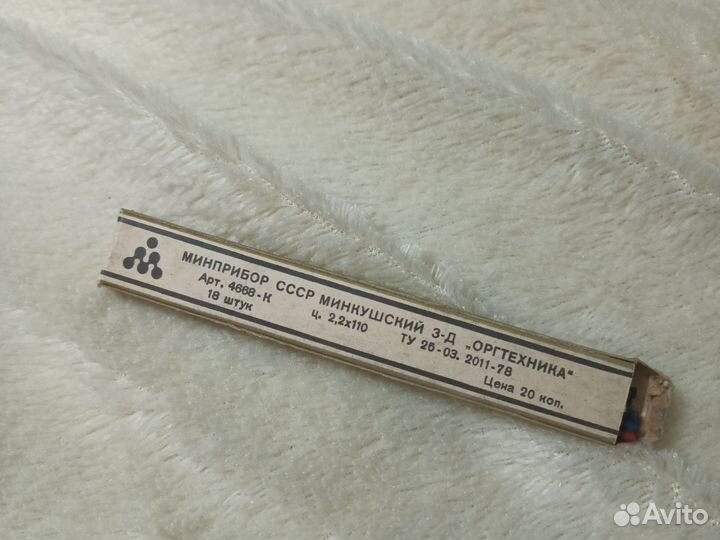 МИНПРИБОР СССР МИНКУШСКИЙ З-Д „ОРГТЕХНИКА"
Арт. 4668-К ц. 2,2х110 ТУ 25-03. 2011-78
18 штук Цена 20 коп.
Avito